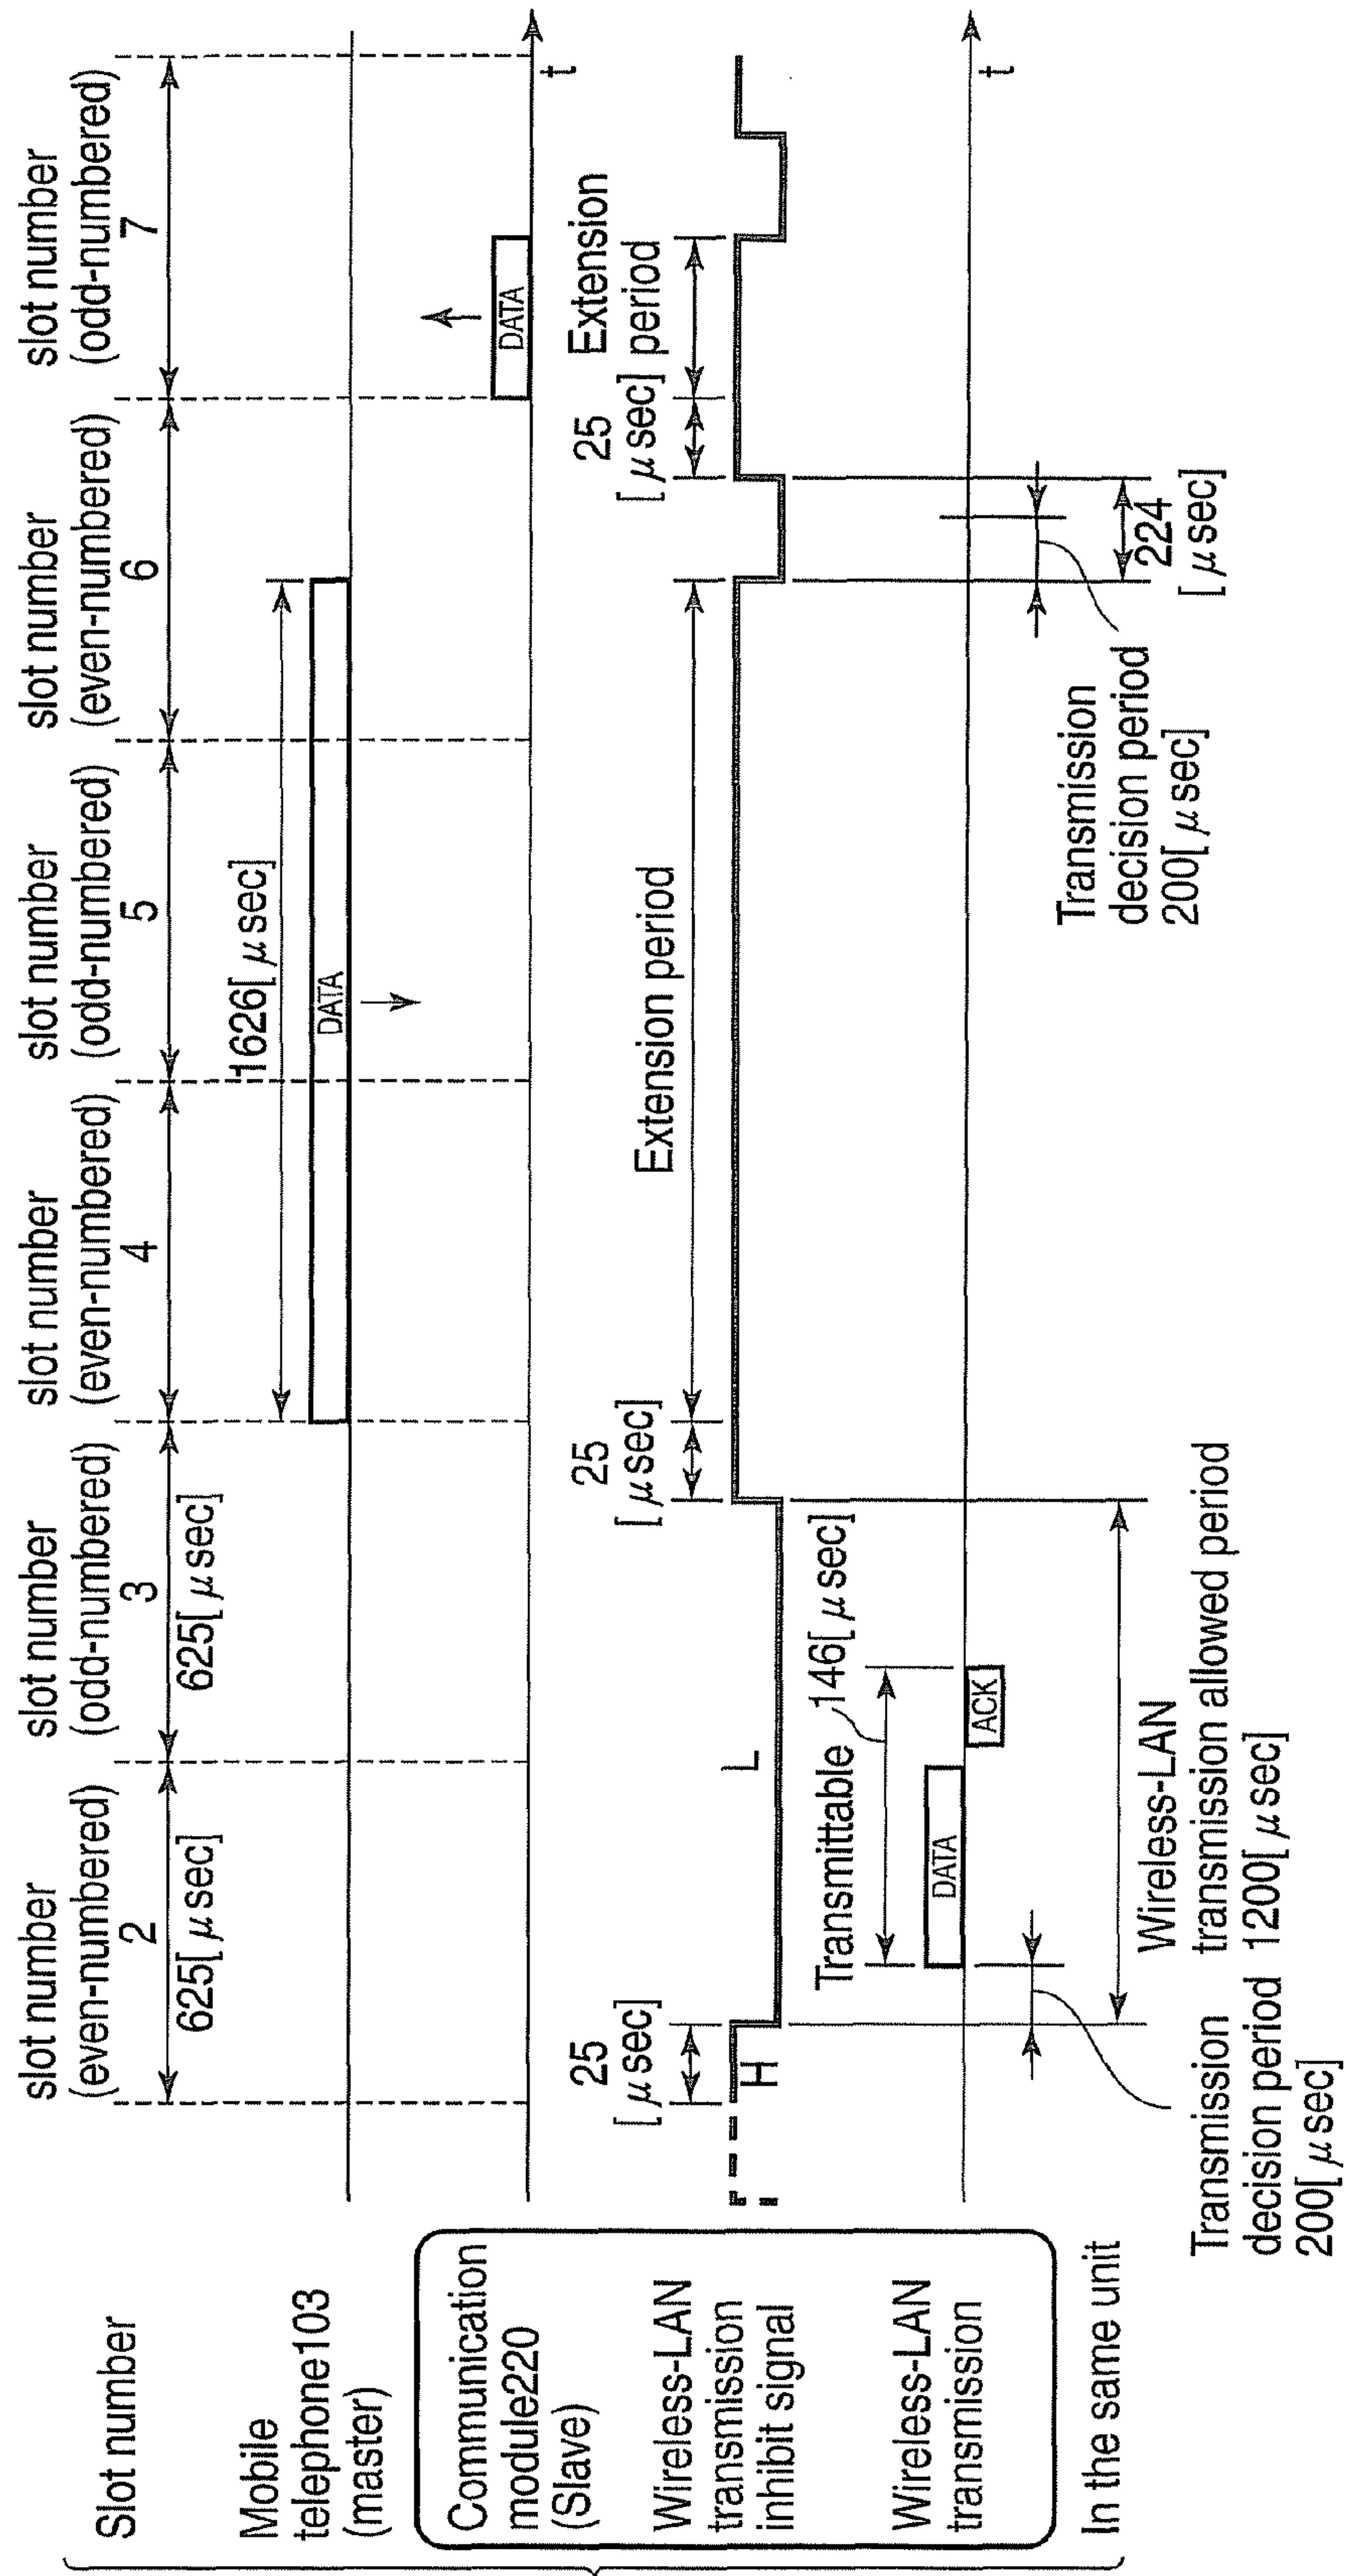 Slot number
slot number
(even-numbered)
2
625[μsec]
slot number
(odd-numbered)
3
625[μsec]
slot number
(even-numbered)
4
slot number
(odd-numbered)
5
slot number
(even-numbered)
6
slot number
(odd-numbered)
7
Mobile
telephone103
(master)
1626[μsec]
DATA
Communication
module220
(Slave)
DATA
t
Wireless-LAN
transmission
inhibit signal
25
[μsec]
H
L
25
[μsec]
Extension period
25
[μsec]
Extension
period
Wireless-LAN
transmission
Transmittable
146[μsec]
DATA
ACK
t
In the same unit
Transmission
decision period
200[μsec]
Wireless-LAN
transmission allowed period
1200[μsec]
Transmission
decision period
200[μsec]
224
[μsec]